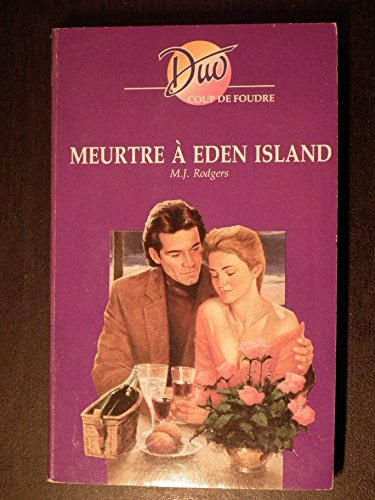 Duo
COUP DE FOUDRE
MEURTRE À EDEN ISLAND
M.J. Rodgers